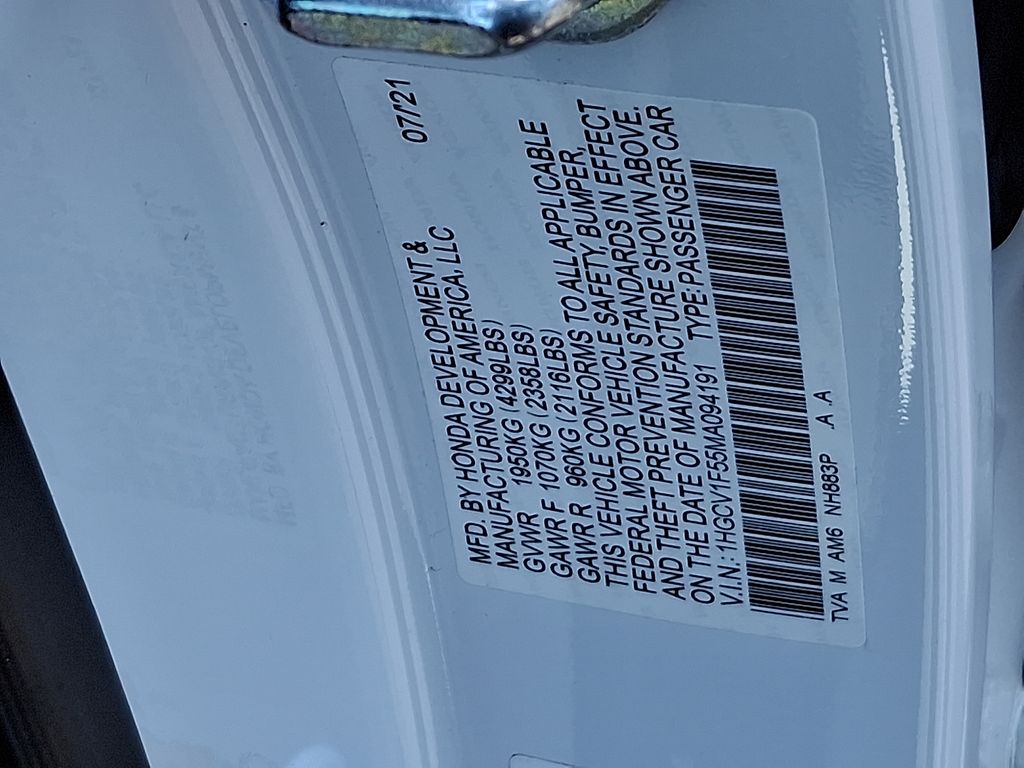 07/21
MFD. BY HONDA DEVELOPMENT &
MANUFACTURING OF AMERICA, LLC
GVWR 1950KG (4299LBS)
GAWR F 1070KG (2358LBS)
GAWR R 960KG (2116LBS)
THIS VEHICLE CONFORMS TO ALL APPLICABLE
FEDERAL MOTOR VEHICLE SAFETY, BUMPER,
AND THEFT PREVENTION STANDARDS IN EFFECT
ON THE DATE OF MANUFACTURE SHOWN ABOVE.
V.I.N.: 1HGCV1F55MA094191 TYPE:PASSENGER CAR
TVA M AM6 NH883P A A